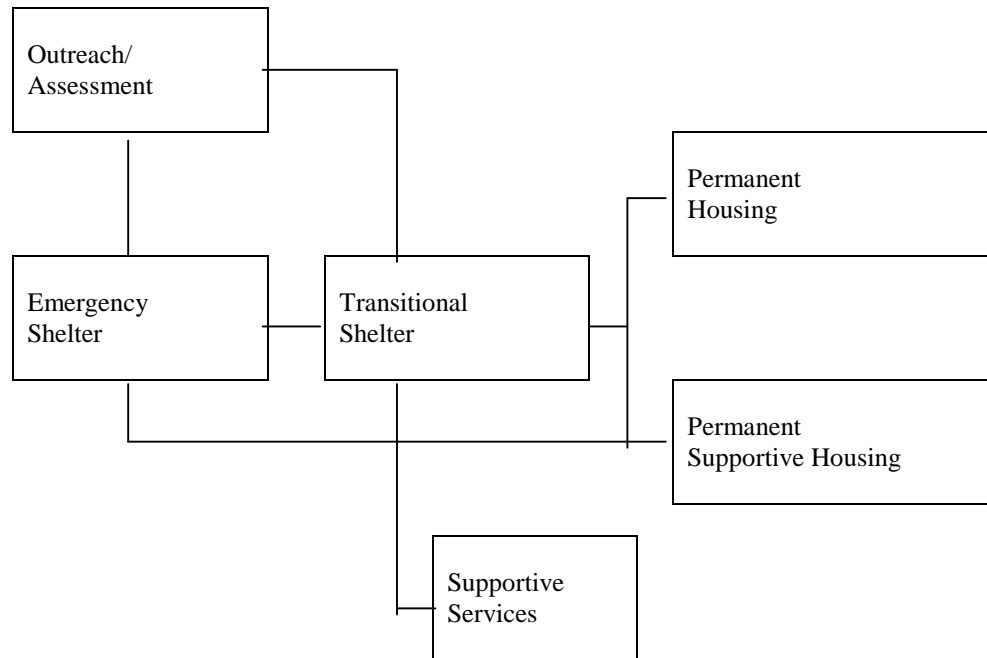 Outreach/
Assessment
Permanent
Housing
Emergency
Shelter
Transitional
Shelter
Permanent
Supportive Housing
Supportive
Services